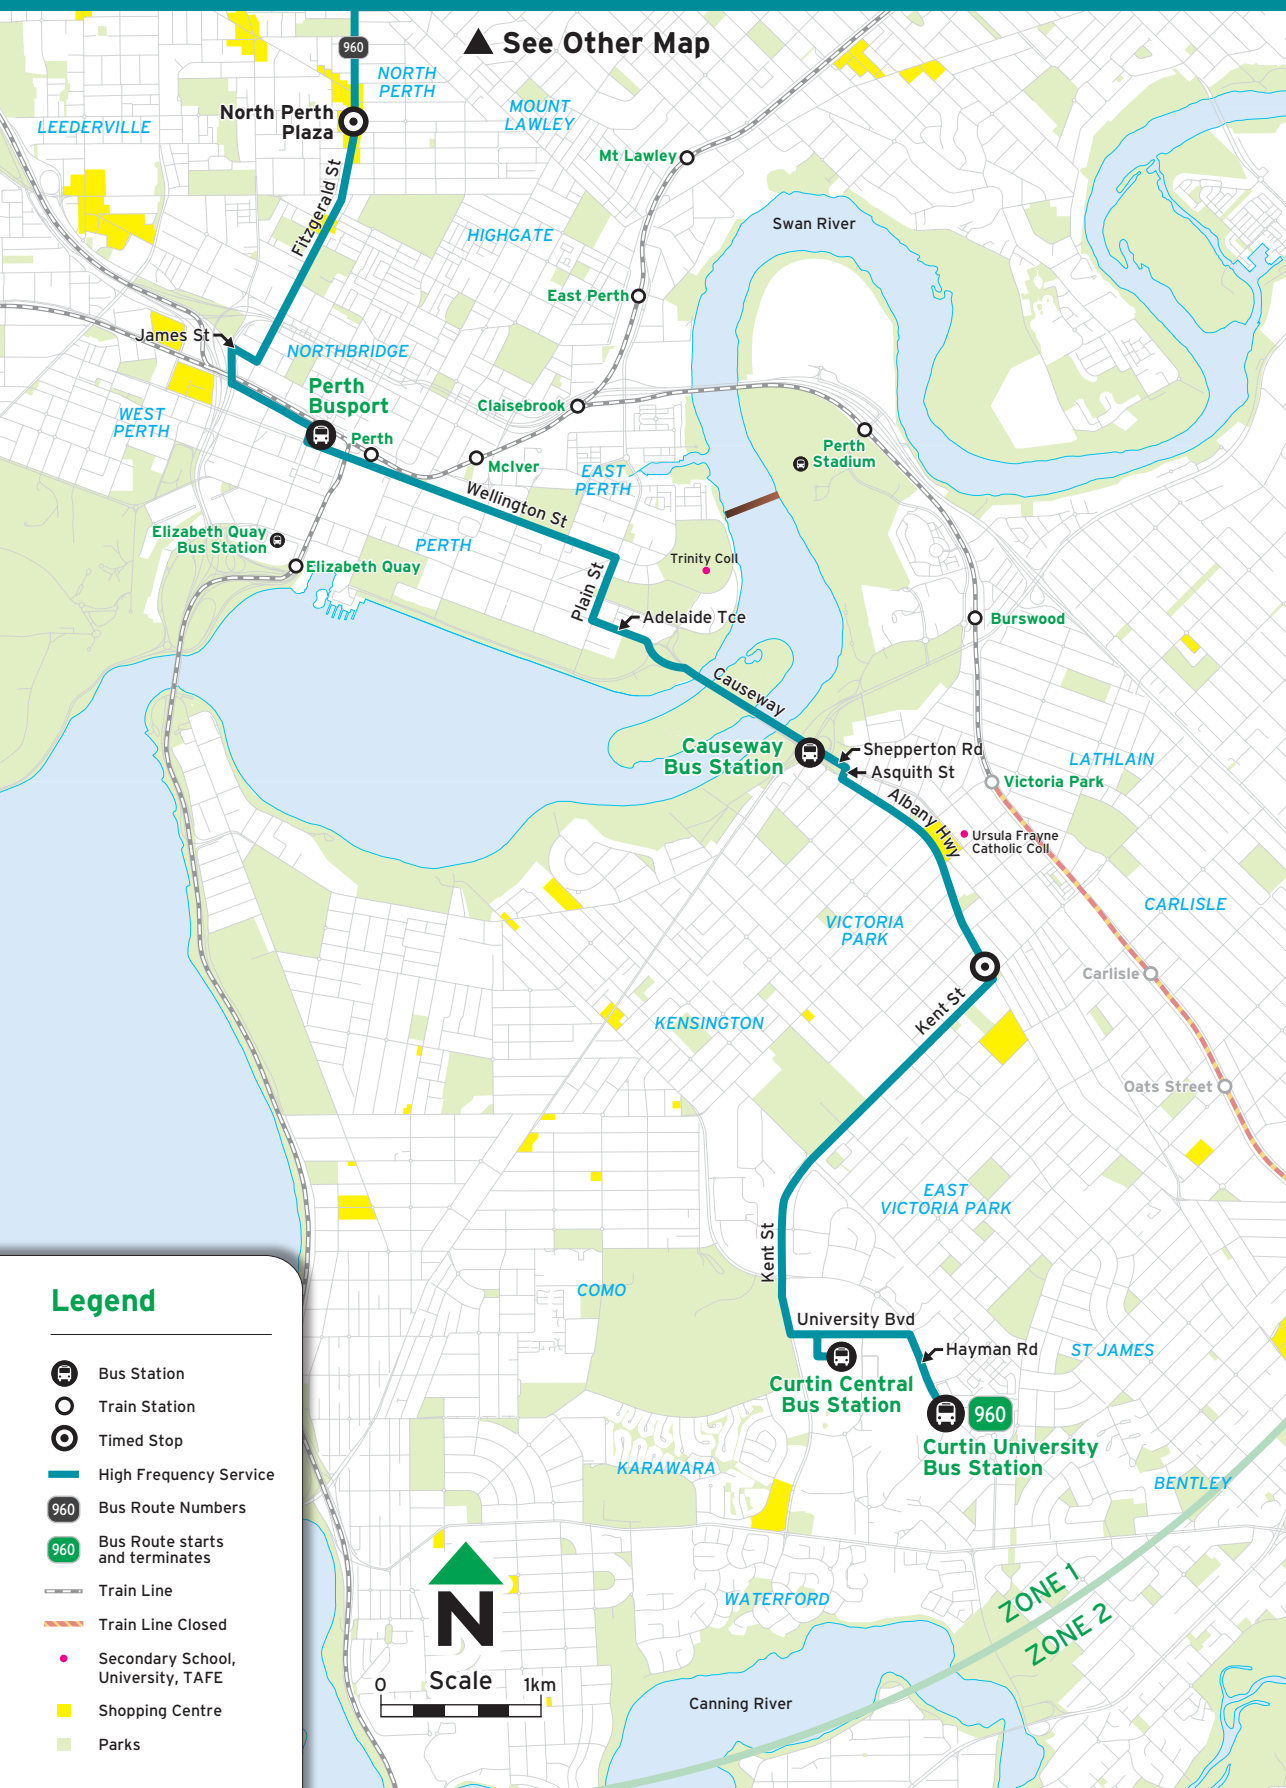 ▲ See Other Map
960
NORTH
PERTH
North Perth
Plaza
MOUNT
LAWLEY
LEEDERVILLE
Mt Lawley
Fitzgerald St
Swan River
HIGHGATE
East Perth
James St
NORTHBRIDGE
Perth
Busport
WEST
PERTH
Claisebrook
Perth
McIver
Perth
Stadium
EAST
PERTH
Wellington St
Elizabeth Quay
Bus Station
PERTH
Elizabeth Quay
Trinity Coll
Plain St
Adelaide Tce
Burswood
Causeway
Causeway
Bus Station
Shepperton Rd
Asquith St
LATHLAIN
Victoria Park
Albany Hwy
Ursula Frayne
Catholic Coll
CARLISLE
VICTORIA
PARK
Carlisle
Kent St
KENSINGTON
Oats Street
EAST
VICTORIA PARK
Kent St
COMO
University Bvd
Hayman Rd
ST JAMES
Curtin Central
Bus Station
960
Curtin University
Bus Station
KARAWARA
BENTLEY
ZONE 1
ZONE 2
WATERFORD
Canning River
N
Scale
0
1km
Legend
Bus Station
Train Station
Timed Stop
High Frequency Service
960 Bus Route Numbers
960 Bus Route starts
and terminates
Train Line
Train Line Closed
Secondary School,
University, TAFE
Shopping Centre
Parks